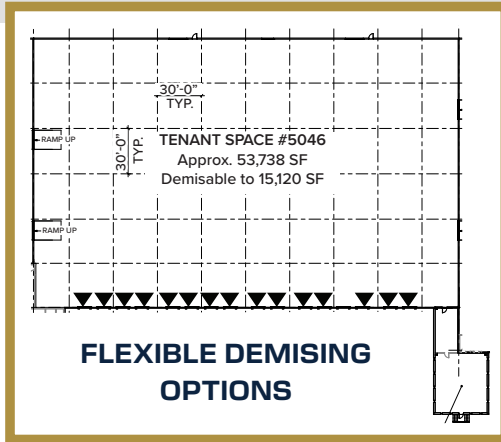 30'-0"
TYP.
30'-0"
TYP.
TENANT SPACE #5046
Approx. 53,738 SF
Demisable to 15,120 SF
RAMP UP
RAMP UP
FLEXIBLE DEMISING
OPTIONS